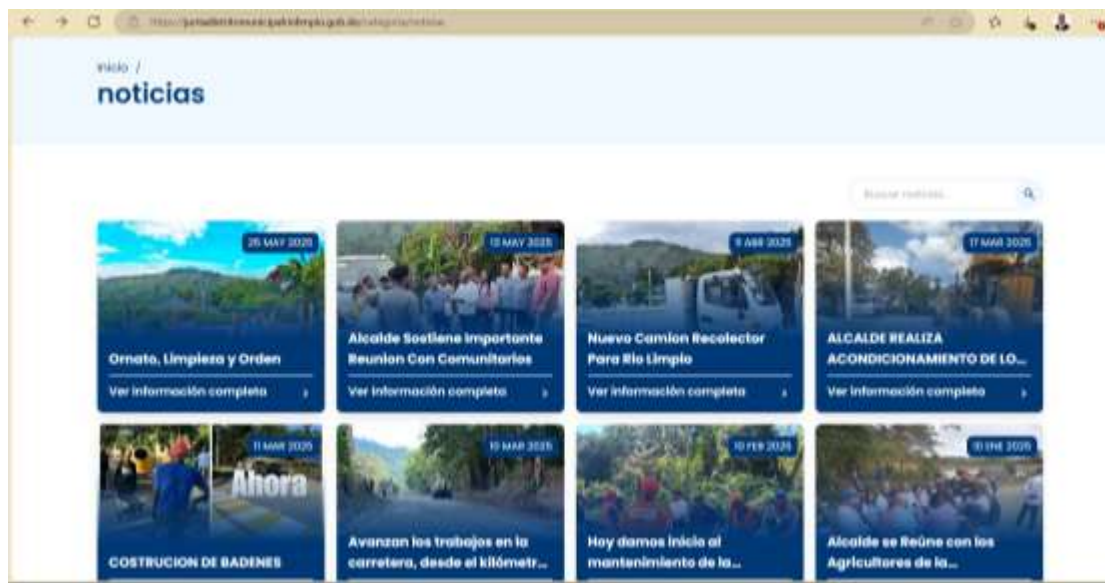 Inicio /
noticias
Buscar noticias...
MAY 2025
Ornato, Limpieza y Orden
Ver información completa
MAY 2025
Alcalde Sostiene Importante
Reunion Con Comunitarios
Ver información completa
ABR 2025
Nuevo Camion Recolector
Para Rio Limpio
Ver información completa
17 MAR 2025
ALCALDE REALIZA
ACONDICIONAMIENTO DE LO...
Ver información completa
11 MAR 2025
Ahora
COSTRUCION DE BADENES
10 MAR 2025
Avanzan los trabajos en la
carretera, desde el kilómetr...
10 FEB 2025
Hoy damos inicio al
mantenimiento de la...
ENE 2025
Alcalde se Reúne con los
Agricultores de la...